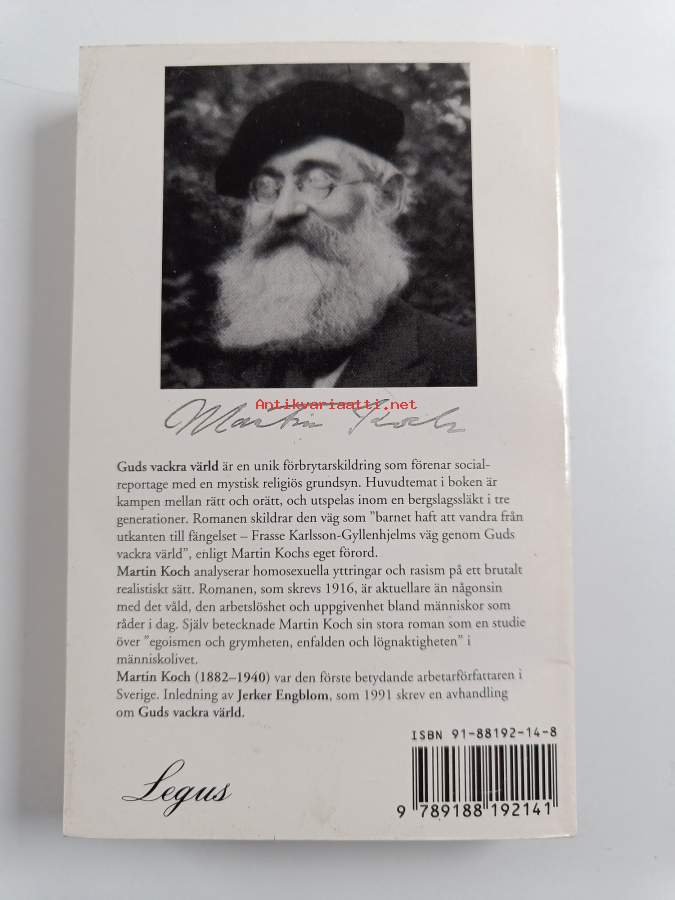 Antikvariaatti.net
Martin Koch
Guds vackra värld är en unik förbrytarskildring som förenar social-
reportage med en mystisk religiös grundsyn. Huvudtemat i boken är
kampen mellan rätt och orätt, och utspelas inom en bergslagssläkt i tre
generationer. Romanen skildrar den väg som ”barnet haft att vandra från
utkanten till fängelset – Frasse Karlsson-Gyllenhjelms väg genom Guds
vackra värld”, enligt Martin Kochs eget förord.
Martin Koch analyserar homosexuella yttringar och rasism på ett brutalt
realistiskt sätt. Romanen, som skrevs 1916, är aktuellare än någonsin
med det våld, den arbetslöshet och uppgivenhet bland människor som
råder i dag. Själv betecknade Martin Koch sin stora roman som en studie
över ”egoismen och grymheten, enfalden och lögnaktigheten” i
människolivet.
Martin Koch (1882–1940) var den förste betydande arbetarförfattaren i
Sverige. Inledning av Jerker Engblom, som 1991 skrev en avhandling
om Guds vackra värld.
ISBN 91-88192-14-8
Legus
9 789188 192141